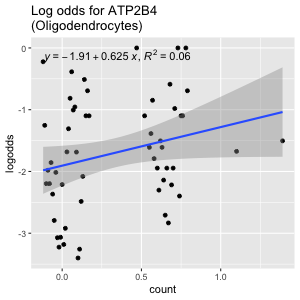 Log odds for ATP2B4
(Oligodendrocytes)
y = −1.91 + 0.625 x, R² = 0.06
0
-1
-2
-3
logodds
0.0 0.5 1.0
count